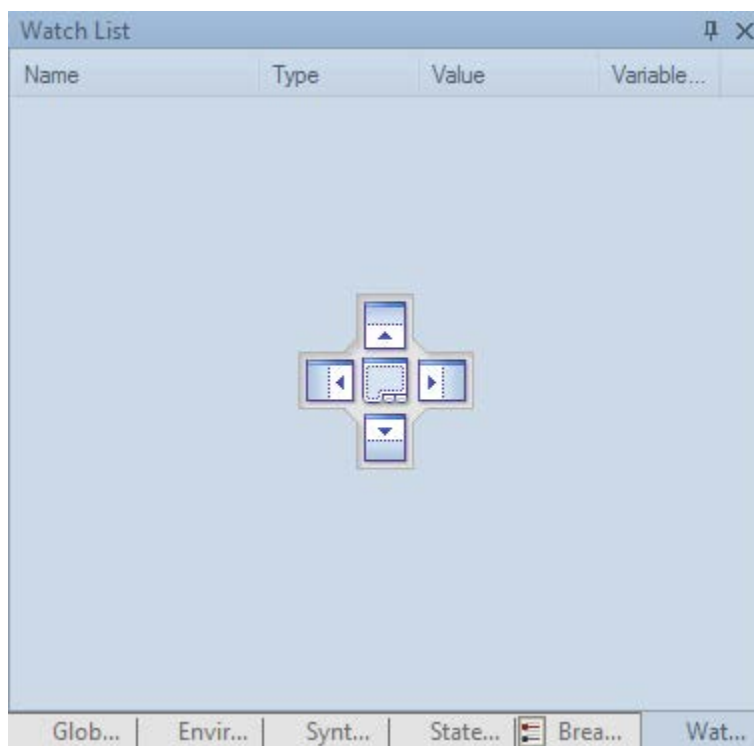 Watch List
Name Type Value Variable...
Glob... Envir... Synt... State... Brea... Wat...